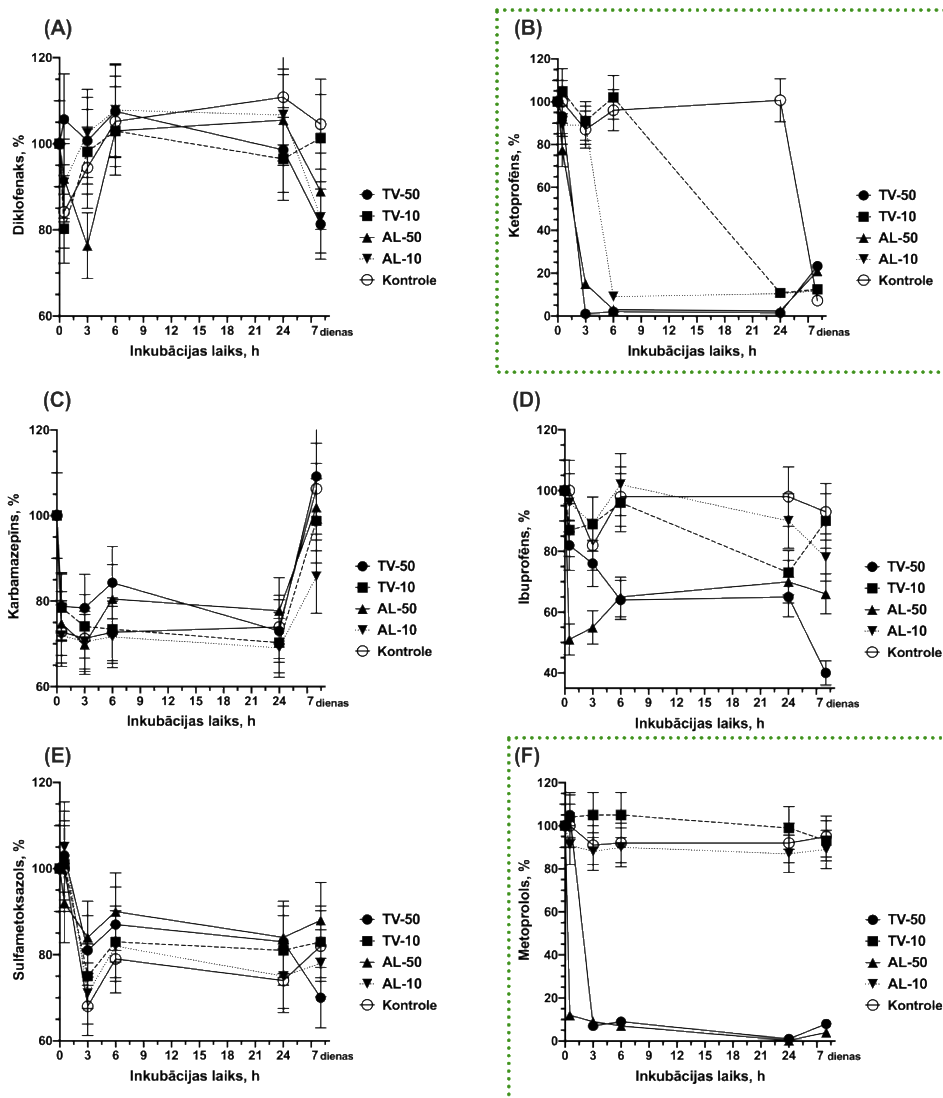 (A)
120
100
80
60
Diklofenaks, %
0 3 6 9 12 15 18 21 24 7 dienas
Inkubācijas laiks, h
TV-50
TV-10
AL-50
AL-10
Kontrole
(B)
120
100
80
60
40
20
10
0
Ketoprofēns, %
0 3 6 9 12 15 18 21 24 7 dienas
Inkubācijas laiks, h
TV-50
TV-10
AL-50
AL-10
Kontrole
(C)
120
100
80
60
Karbamazepīns, %
0 3 6 9 12 15 18 21 24 7 dienas
Inkubācijas laiks, h
TV-50
TV-10
AL-50
AL-10
Kontrole
(D)
120
100
80
60
40
Ibuprofēns, %
0 3 6 9 12 15 18 21 24 7 dienas
Inkubācijas laiks, h
TV-50
TV-10
AL-50
AL-10
Kontrole
(E)
120
100
80
60
Sulfametoksazols, %
0 3 6 9 12 15 18 21 24 7 dienas
Inkubācijas laiks, h
TV-50
TV-10
AL-50
AL-10
Kontrole
(F)
120
100
80
60
40
20
10
0
Metoprolols, %
0 3 6 9 12 15 18 21 24 7 dienas
Inkubācijas laiks, h
TV-50
TV-10
AL-50
AL-10
Kontrole